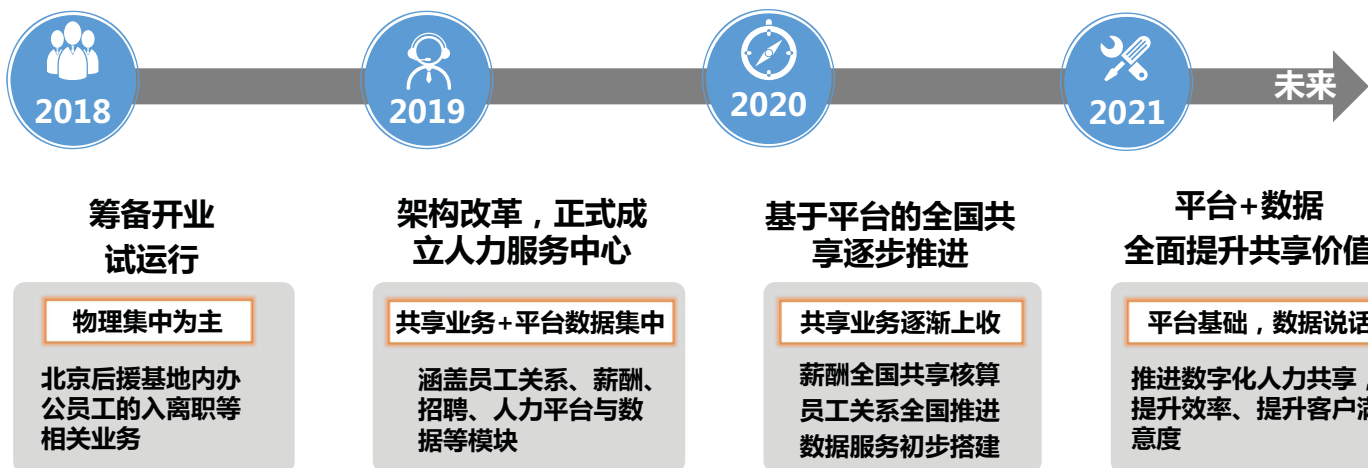 2018
2019
2020
2021
未来
筹备开业
试运行
物理集中为主
北京后援基地内办
公员工的入离职等
相关业务
架构改革，正式成
立人力服务中心
共享业务+平台数据集中
涵盖员工关系、薪酬、
招聘、人力平台与数
据等模块
基于平台的全国共
享逐步推进
共享业务逐渐上收
薪酬全国共享核算
员工关系全国推进
数据服务初步搭建
平台+数据
全面提升共享价值
平台基础，数据说话
推进数字化人力共享，
提升效率、提升客户满
意度